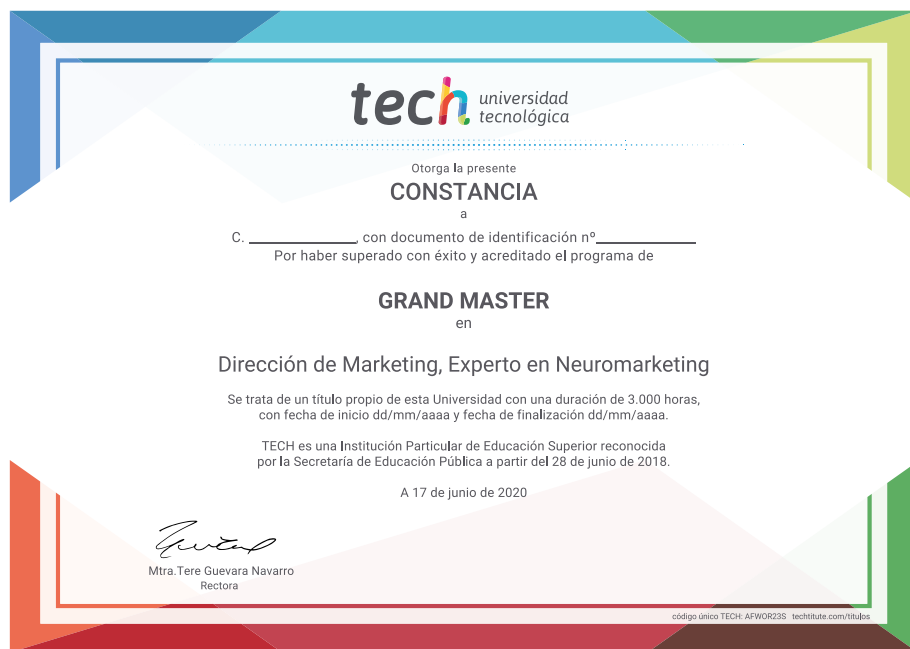 tech universidad
tecnológica
Otorga la presente
CONSTANCIA
a
C. ____________, con documento de identificación nº___________
Por haber superado con éxito y acreditado el programa de
GRAND MASTER
en
Dirección de Marketing, Experto en Neuromarketing
Se trata de un título propio de esta Universidad con una duración de 3.000 horas,
con fecha de inicio dd/mm/aaaa y fecha de finalización dd/mm/aaaa.
TECH es una Institución Particular de Educación Superior reconocida
por la Secretaría de Educación Pública a partir del 28 de junio de 2018.
A 17 de junio de 2020
Mtra.Tere Guevara Navarro
Rectora
código único TECH: AFWOR23S techtitute.com/titulos